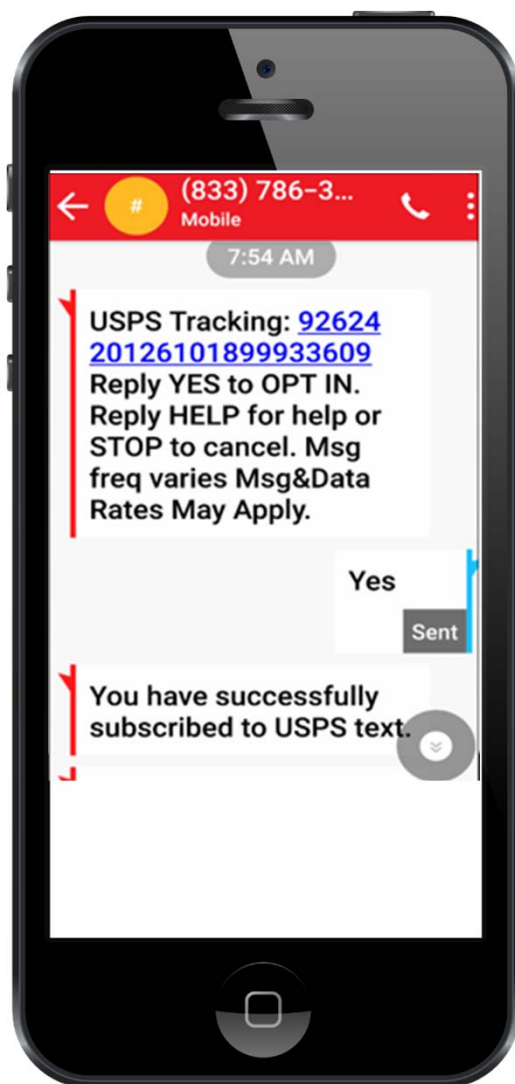 (833) 786-3...
#
Mobile
7:54 AM
USPS Tracking: 92624
20126101899933609
Reply YES to OPT IN.
Reply HELP for help or
STOP to cancel. Msg
freq varies Msg&Data
Rates May Apply.
Yes
Sent
You have successfully
subscribed to USPS text.